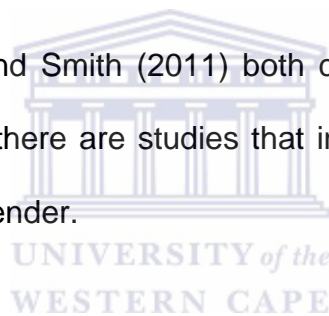 nd Smith (2011) both c
there are studies that in
ender.
UNIVERSITY of the
WESTERN CAPE